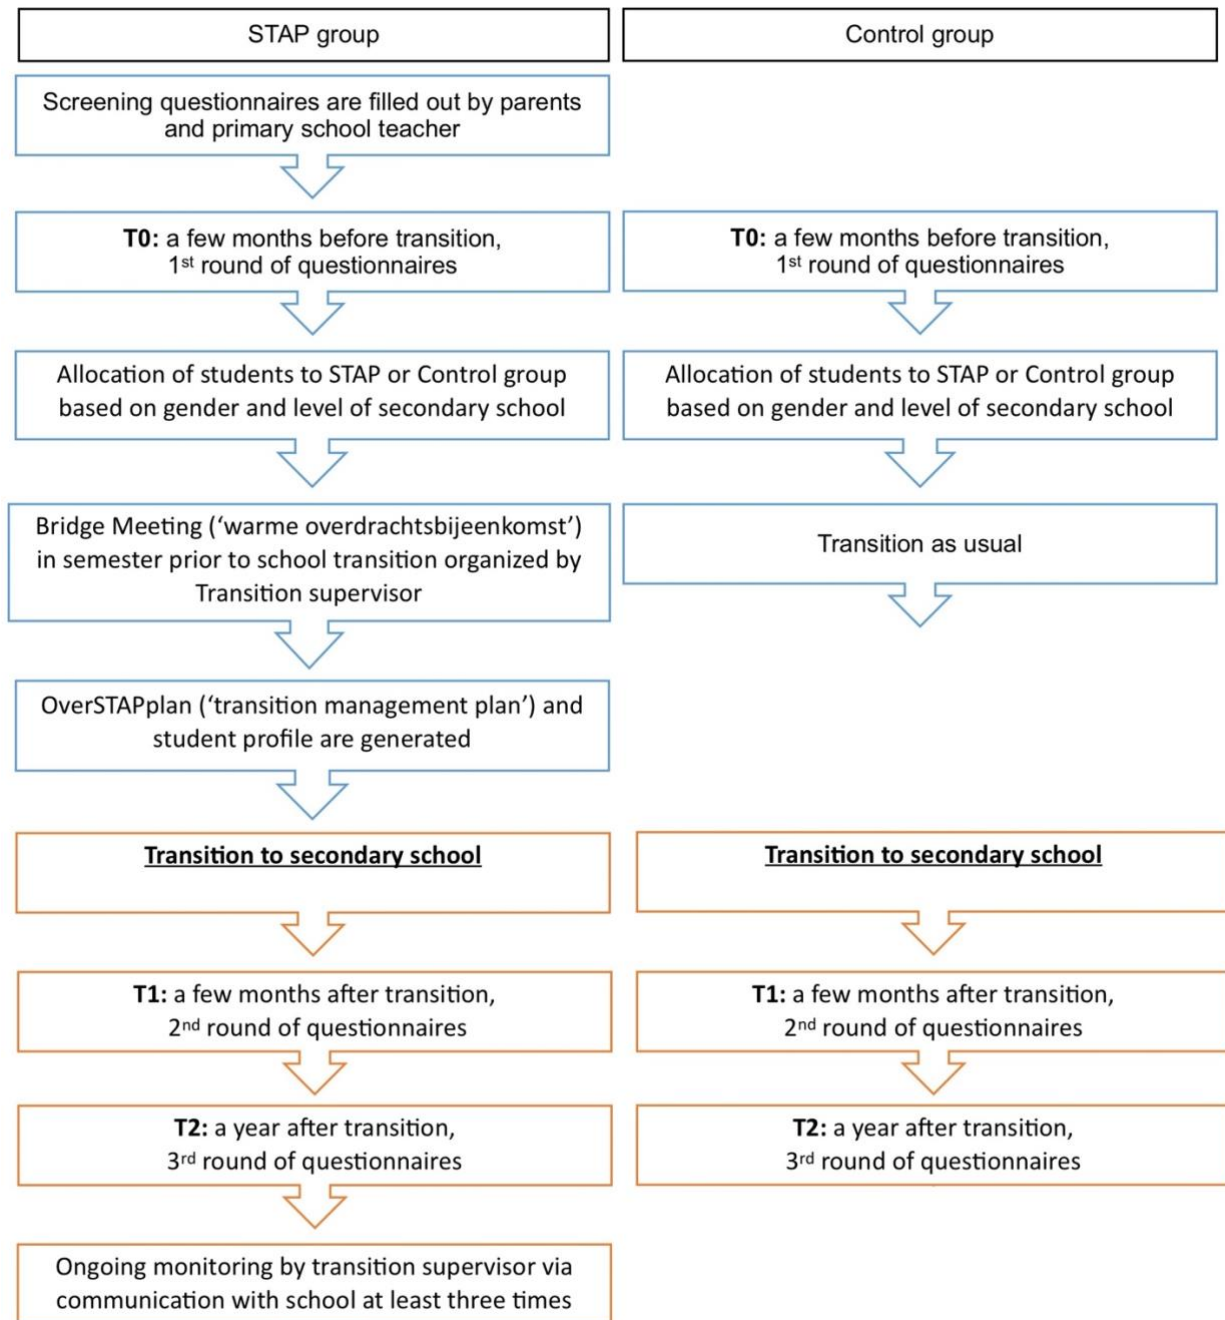 STAP group
Control group
Screening questionnaires are filled out by parents
and primary school teacher
T0: a few months before transition,
1st round of questionnaires
T0: a few months before transition,
1st round of questionnaires
Allocation of students to STAP or Control group
based on gender and level of secondary school
Allocation of students to STAP or Control group
based on gender and level of secondary school
Bridge Meeting (‘warme overdrachtsbijeenkomst’)
in semester prior to school transition organized by
Transition supervisor
Transition as usual
OverSTAPplan (‘transition management plan’) and
student profile are generated
Transition to secondary school
Transition to secondary school
T1: a few months after transition,
2nd round of questionnaires
T1: a few months after transition,
2nd round of questionnaires
T2: a year after transition,
3rd round of questionnaires
T2: a year after transition,
3rd round of questionnaires
Ongoing monitoring by transition supervisor via
communication with school at least three times